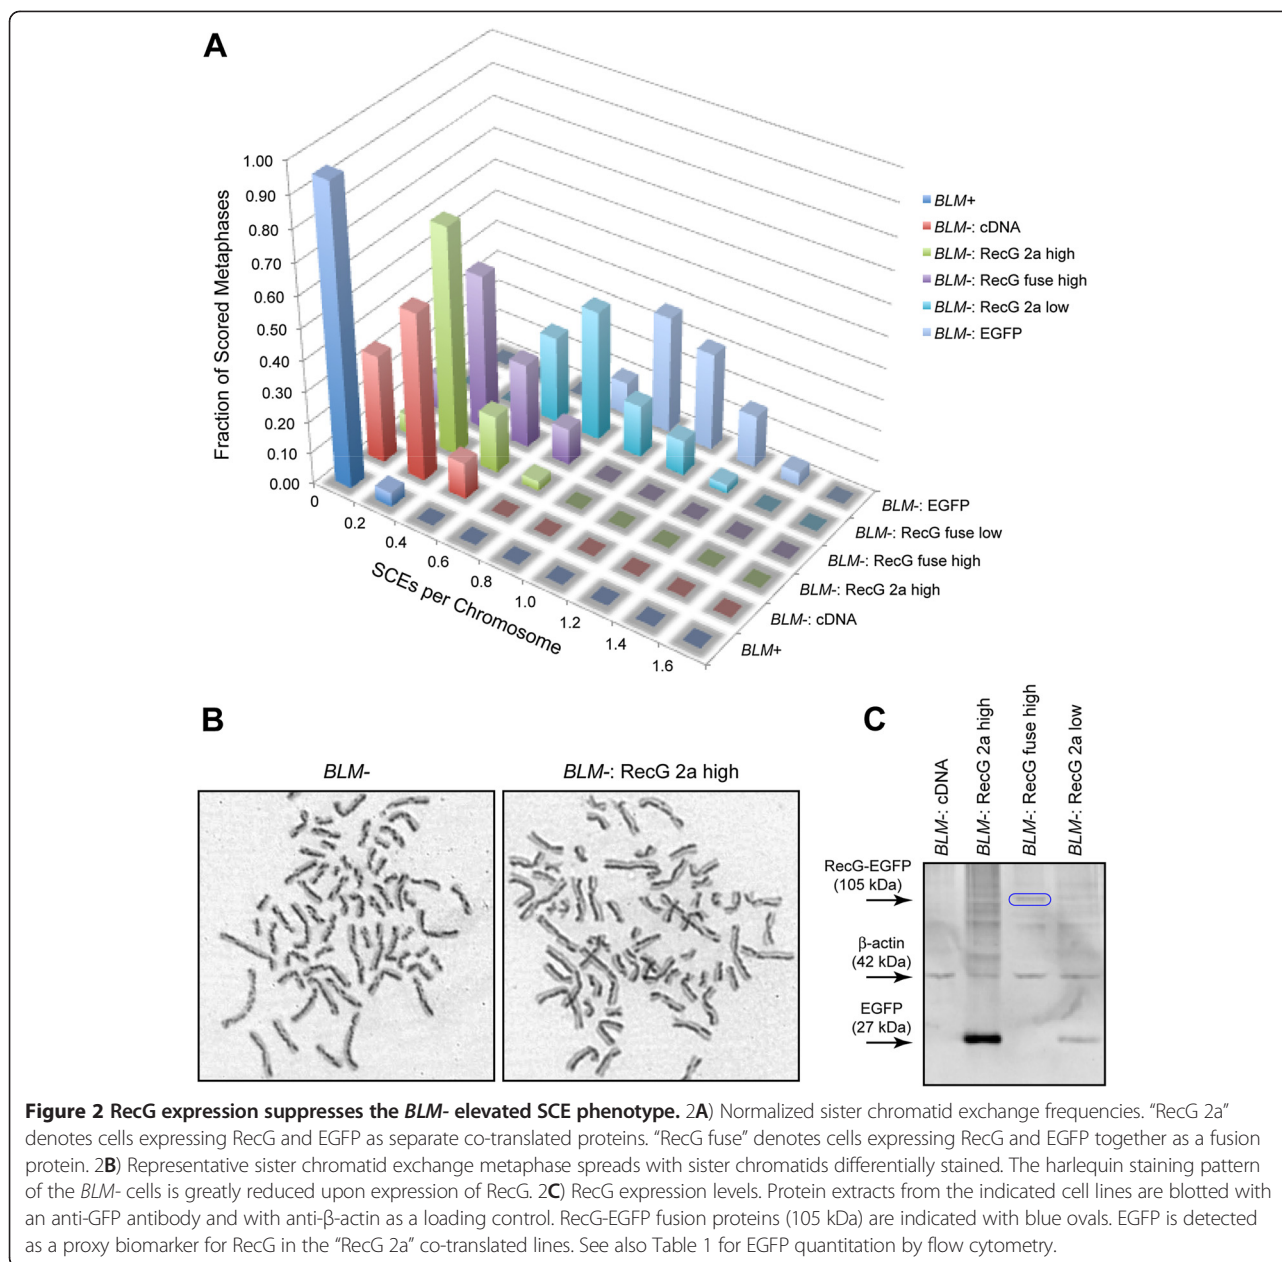 A
1.00
0.90
0.80
0.70
0.60
0.50
0.40
0.30
0.20
0.10
0.00
Fraction of Scored Metaphases
0
0.2
0.4
0.6
0.8
1.0
1.2
1.4
1.6
SCEs per Chromosome
BLM+
BLM-: cDNA
BLM-: RecG 2a high
BLM-: RecG fuse high
BLM-: RecG 2a low
BLM-: EGFP
BLM-: EGFP
BLM-: RecG fuse low
BLM-: RecG fuse high
BLM-: RecG 2a high
BLM-: cDNA
BLM+
B
BLM-
BLM-: RecG 2a high
C
BLM-: cDNA
BLM-: RecG 2a high
BLM-: RecG fuse high
BLM-: RecG 2a low
RecG-EGFP
(105 kDa)
β-actin
(42 kDa)
EGFP
(27 kDa)
Figure 2 RecG expression suppresses the BLM- elevated SCE phenotype. 2A) Normalized sister chromatid exchange frequencies. “RecG 2a”
denotes cells expressing RecG and EGFP as separate co-translated proteins. “RecG fuse” denotes cells expressing RecG and EGFP together as a fusion
protein. 2B) Representative sister chromatid exchange metaphase spreads with sister chromatids differentially stained. The harlequin staining pattern
of the BLM- cells is greatly reduced upon expression of RecG. 2C) RecG expression levels. Protein extracts from the indicated cell lines are blotted with
an anti-GFP antibody and with anti-β-actin as a loading control. RecG-EGFP fusion proteins (105 kDa) are indicated with blue ovals. EGFP is detected
as a proxy biomarker for RecG in the “RecG 2a” co-translated lines. See also Table 1 for EGFP quantitation by flow cytometry.